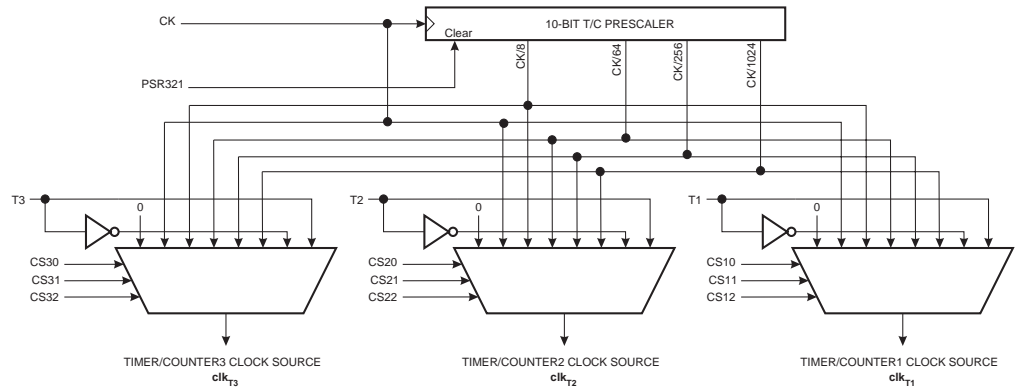 CK
10-BIT T/C PRESCALER
Clear
PSR321
CK/8
CK/64
CK/256
CK/1024
T3
0
T2
0
T1
0
CS30
CS31
CS32
CS20
CS21
CS22
CS10
CS11
CS12
TIMER/COUNTER3 CLOCK SOURCE
clkT3
TIMER/COUNTER2 CLOCK SOURCE
clkT2
TIMER/COUNTER1 CLOCK SOURCE
clkT1